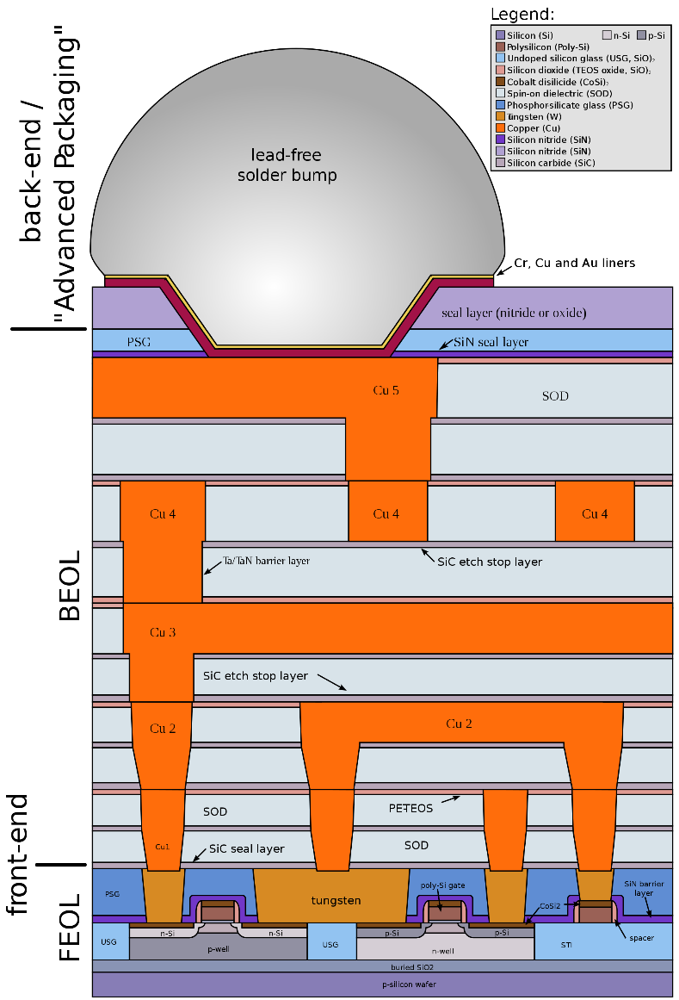 Legend:
Silicon (Si)
n-Si
p-Si
Polysilicon (Poly-Si)
Undoped silicon glass (USG, SiO)₂
Silicon dioxide (TEOS oxide, SiO)₂
Cobalt disilicide (CoSi)₂
Spin-on dielectric (SOD)
Phosphor-silicate glass (PSG)
Tungsten (W)
Copper (Cu)
Silicon nitride (SiN)
Silicon nitride (SiN)
Silicon carbide (SiC)
back-end /
"Advanced Packaging"
lead-free
solder bump
Cr, Cu and Au liners
seal layer (nitride or oxide)
PSG
SiN seal layer
Cu 5
SOD
BEOL
Cu 4
Cu 4
Cu 4
Ta/TaN barrier layer
SiC etch stop layer
Cu 3
SiC etch stop layer
Cu 2
Cu 2
front-end
SOD
PE-TEOS
Cu1
SiC seal layer
SOD
FEOL
PSG
tungsten
poly-Si gate
SiN barrier
layer
CoSi2
spacer
n-Si
n-Si
p-Si
p-Si
USG
p-well
USG
n-well
STI
buried SiO2
p-silicon wafer